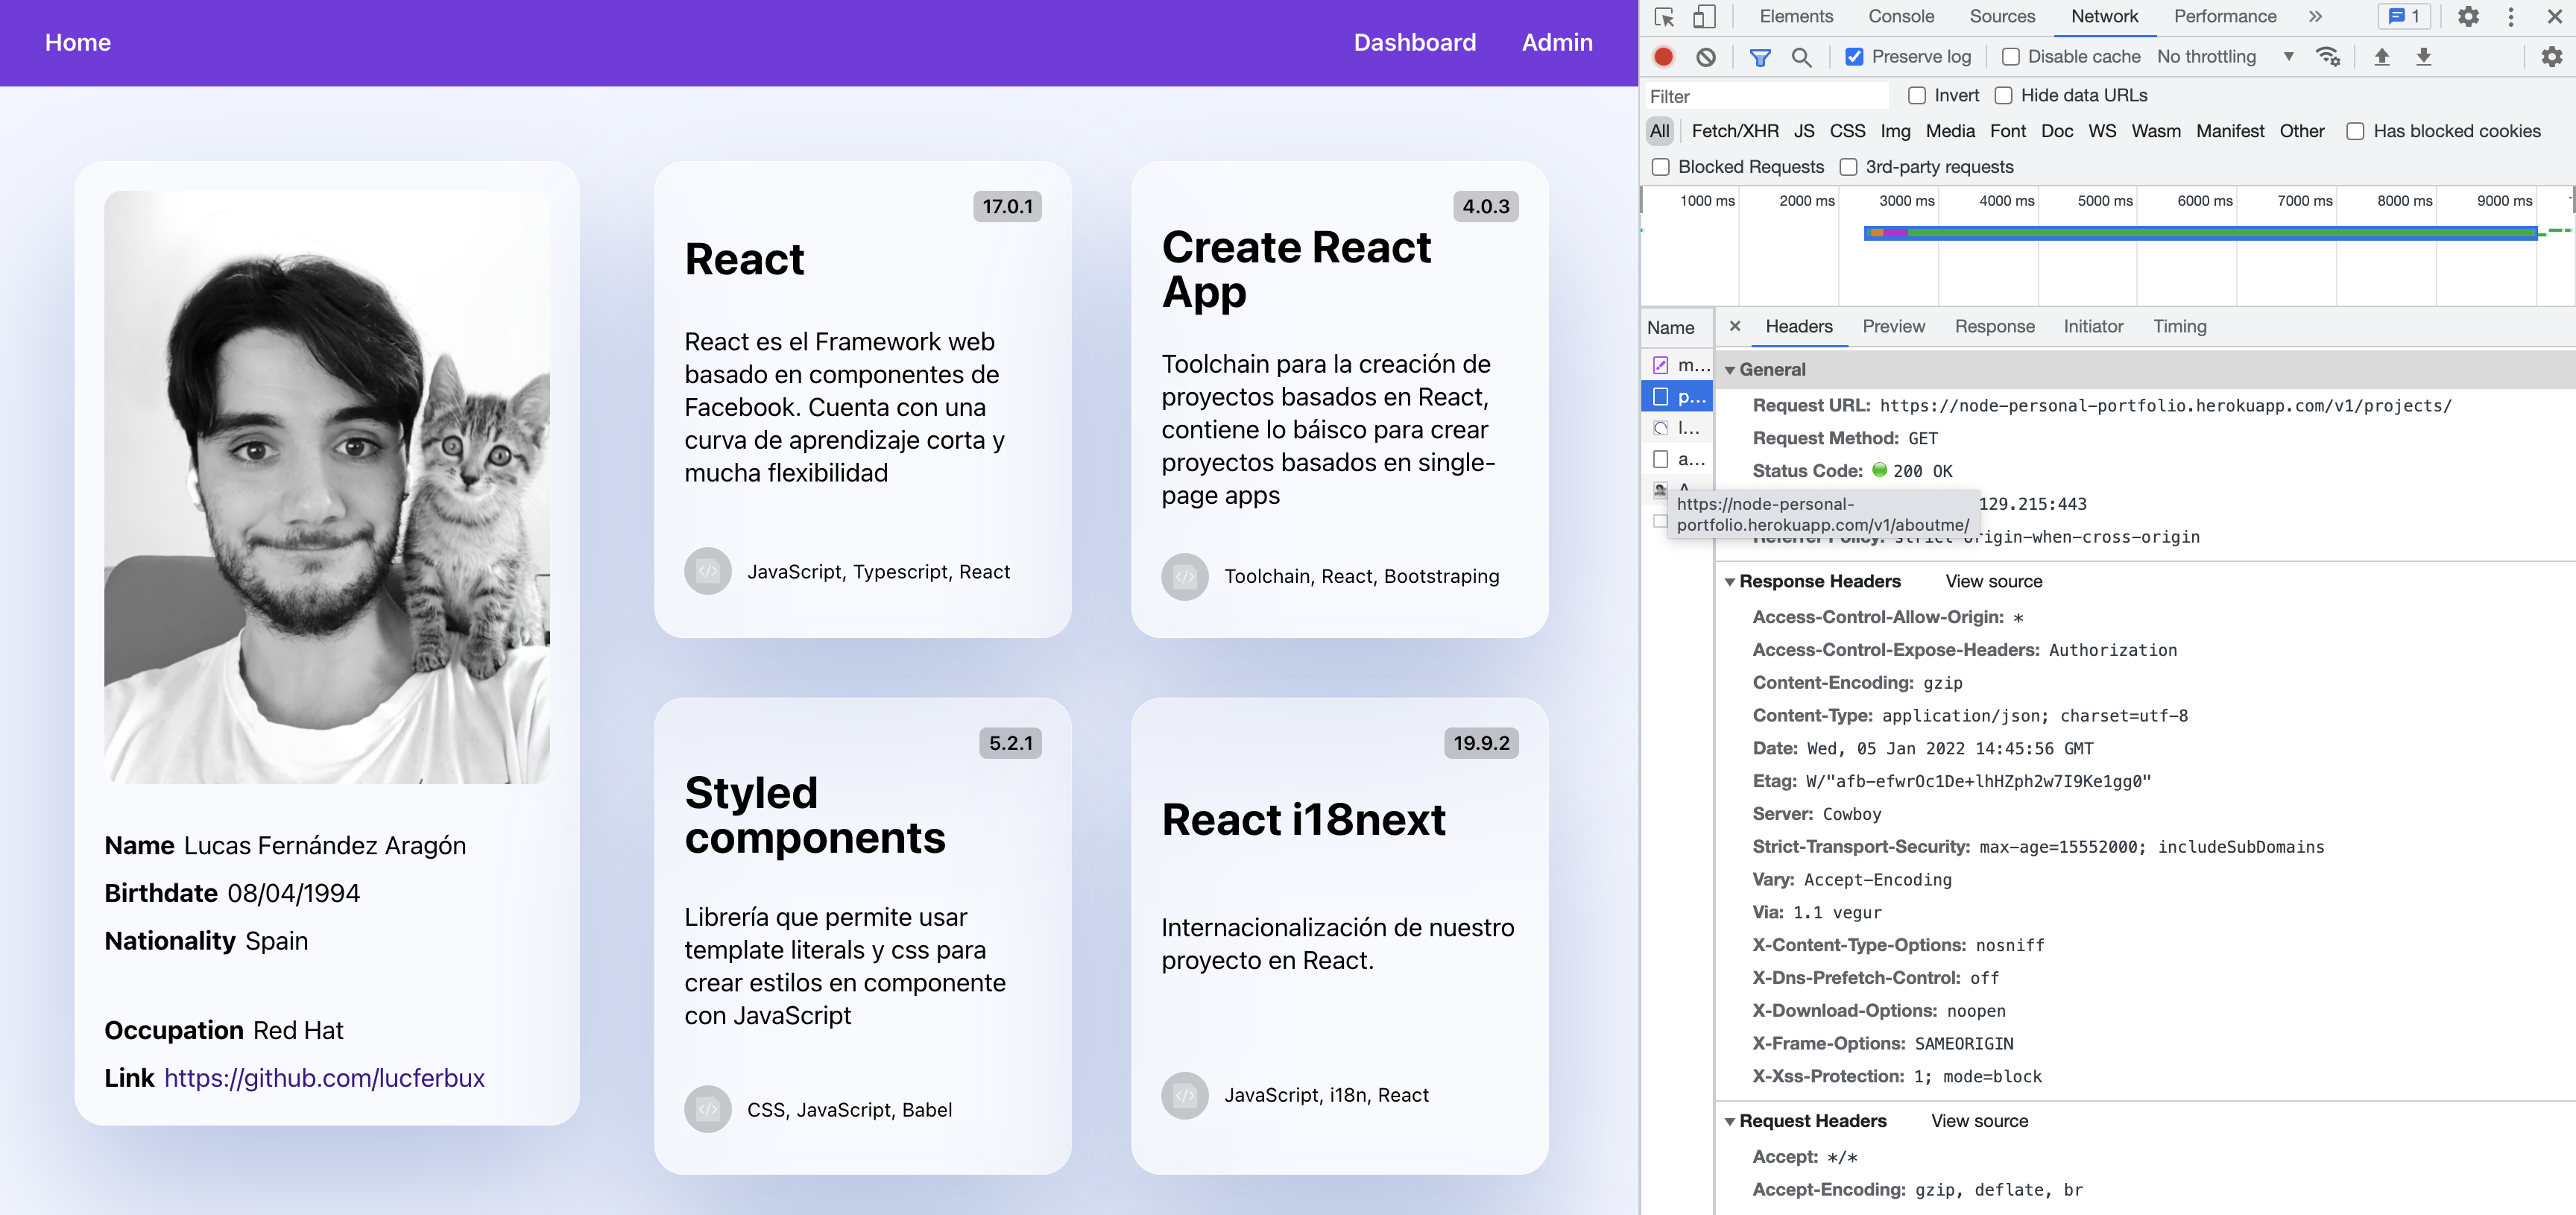 Home
Dashboard
Admin
Name Lucas Fernández Aragón
Birthdate 08/04/1994
Nationality Spain
Occupation Red Hat
Link https://github.com/lucferbux
17.0.1
React
React es el Framework web
basado en componentes de
Facebook. Cuenta con una
curva de aprendizaje corta y
mucha flexibilidad
JavaScript, Typescript, React
4.0.3
Create React
App
Toolchain para la creación de
proyectos basados en React,
contiene lo báisco para crear
proyectos basados en single-
page apps
Toolchain, React, Bootstraping
5.2.1
Styled
components
Librería que permite usar
template literals y css para
crear estilos en componente
con JavaScript
CSS, JavaScript, Babel
19.9.2
React i18next
Internacionalización de nuestro
proyecto en React.
JavaScript, i18n, React
Elements
Console
Sources
Network
Performance
1
Preserve log
Disable cache
No throttling
Filter
Invert
Hide data URLs
All
Fetch/XHR
JS
CSS
Img
Media
Font
Doc
WS
Wasm
Manifest
Other
Has blocked cookies
Blocked Requests
3rd-party requests
1000 ms
2000 ms
3000 ms
4000 ms
5000 ms
6000 ms
7000 ms
8000 ms
9000 ms
Name
Headers
Preview
Response
Initiator
Timing
m...
p...
l...
a...
General
Request URL: https://node-personal-portfolio.herokuapp.com/v1/projects/
Request Method: GET
Status Code: 200 OK
129.215:443
https://node-personal-
portfolio.herokuapp.com/v1/aboutme/
Referrer Policy: strict-origin-when-cross-origin
Response Headers
View source
Access-Control-Allow-Origin: *
Access-Control-Expose-Headers: Authorization
Content-Encoding: gzip
Content-Type: application/json; charset=utf-8
Date: Wed, 05 Jan 2022 14:45:56 GMT
Etag: W/"afb-efwrOc1De+lhHZph2w7I9Ke1gg0"
Server: Cowboy
Strict-Transport-Security: max-age=15552000; includeSubDomains
Vary: Accept-Encoding
Via: 1.1 vegur
X-Content-Type-Options: nosniff
X-Dns-Prefetch-Control: off
X-Download-Options: noopen
X-Frame-Options: SAMEORIGIN
X-Xss-Protection: 1; mode=block
Request Headers
View source
Accept: */*
Accept-Encoding: gzip, deflate, br